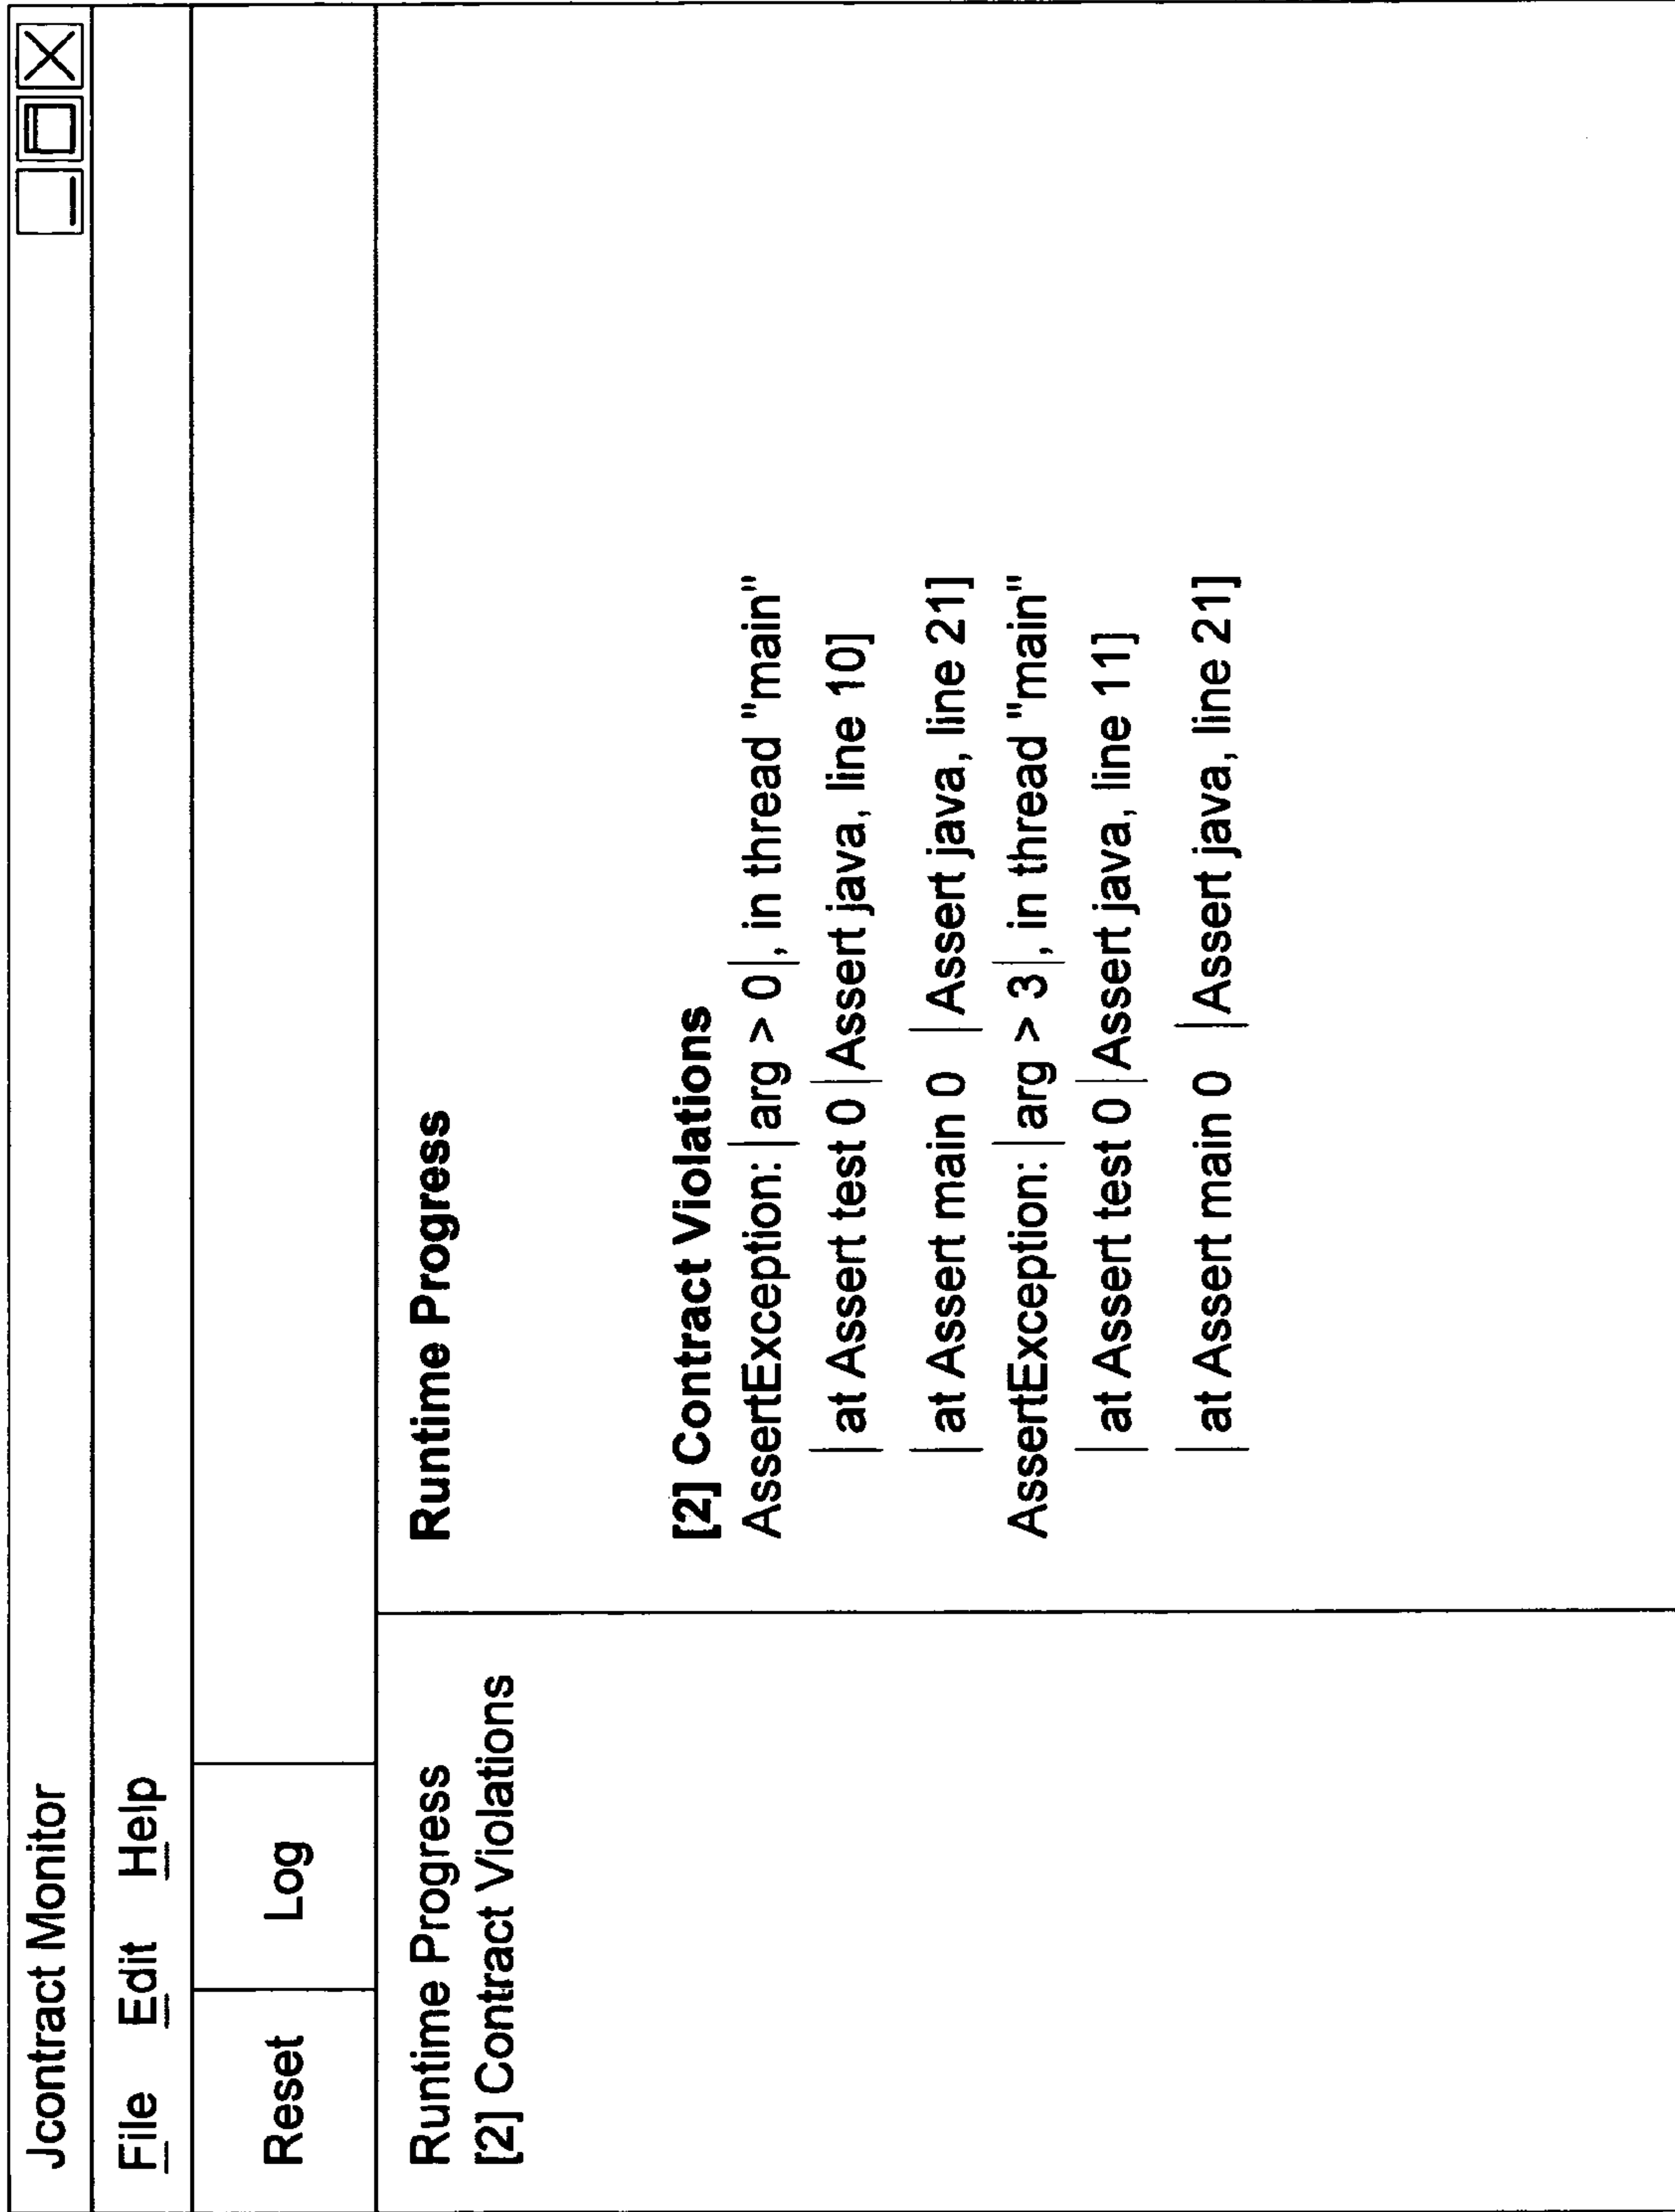 Jcontract Monitor
File Edit Help
Reset Log
Runtime Progress
[2] Contract Violations
Runtime Progress
[2] Contract Violations
AssertException: |arg > 0|, in thread "main"
|at Assert test 0|Assert java, line 10]
|at Assert main 0 |Assert java, line 21]
AssertException: |arg > 3|, in thread "main"
|at Assert test 0|Assert java, line 11]
|at Assert main 0 |Assert java, line 21]